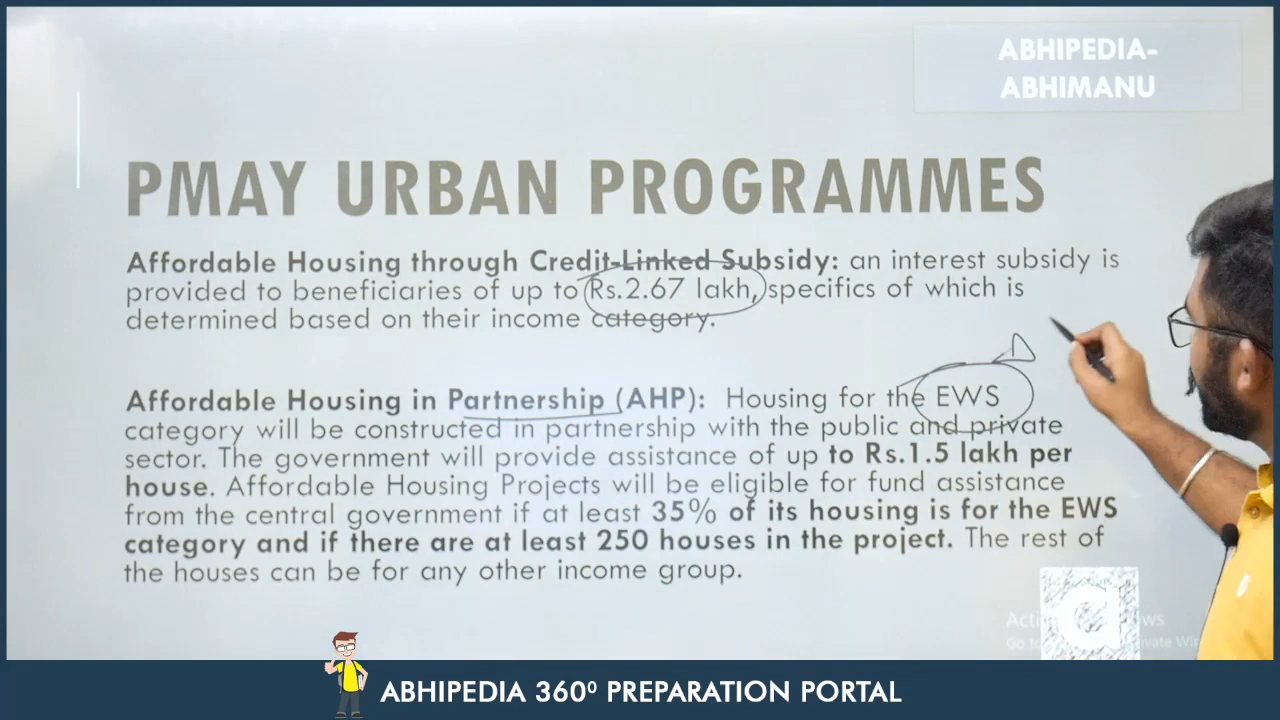 ABHIPEDIA-
ABHIMANU
PMAY URBAN PROGRAMMES
Affordable Housing through Credit-Linked Subsidy: an interest subsidy is
provided to beneficiaries of up to Rs.2.67 lakh, specifics of which is
determined based on their income category.
Affordable Housing in Partnership (AHP): Housing for the EWS
category will be constructed in partnership with the public and private
sector. The government will provide assistance of up to Rs.1.5 lakh per
house. Affordable Housing Projects will be eligible for fund assistance
from the central government if at least 35% of its housing is for the EWS
category and if there are at least 250 houses in the project. The rest of
the houses can be for any other income group.
a
Go to
ABHIPEDIA 360⁰ PREPARATION PORTAL